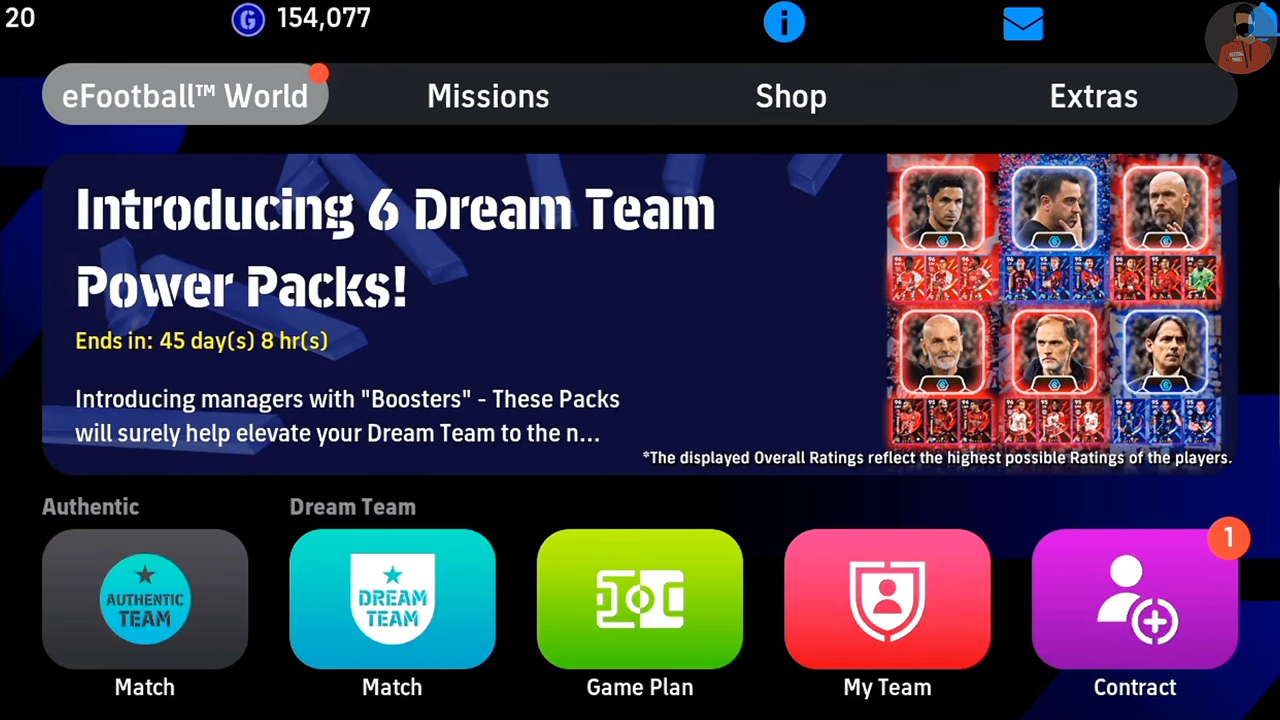 20
G 154,077
eFootball™ World
Missions
Shop
Extras
Introducing 6 Dream Team
Power Packs!
Ends in: 45 day(s) 8 hr(s)
Introducing managers with "Boosters" - These Packs
will surely help elevate your Dream Team to the n...
*The displayed Overall Ratings reflect the highest possible Ratings of the players.
Authentic
Dream Team
AUTHENTIC
TEAM
DREAM
TEAM
1
Match
Match
Game Plan
My Team
Contract